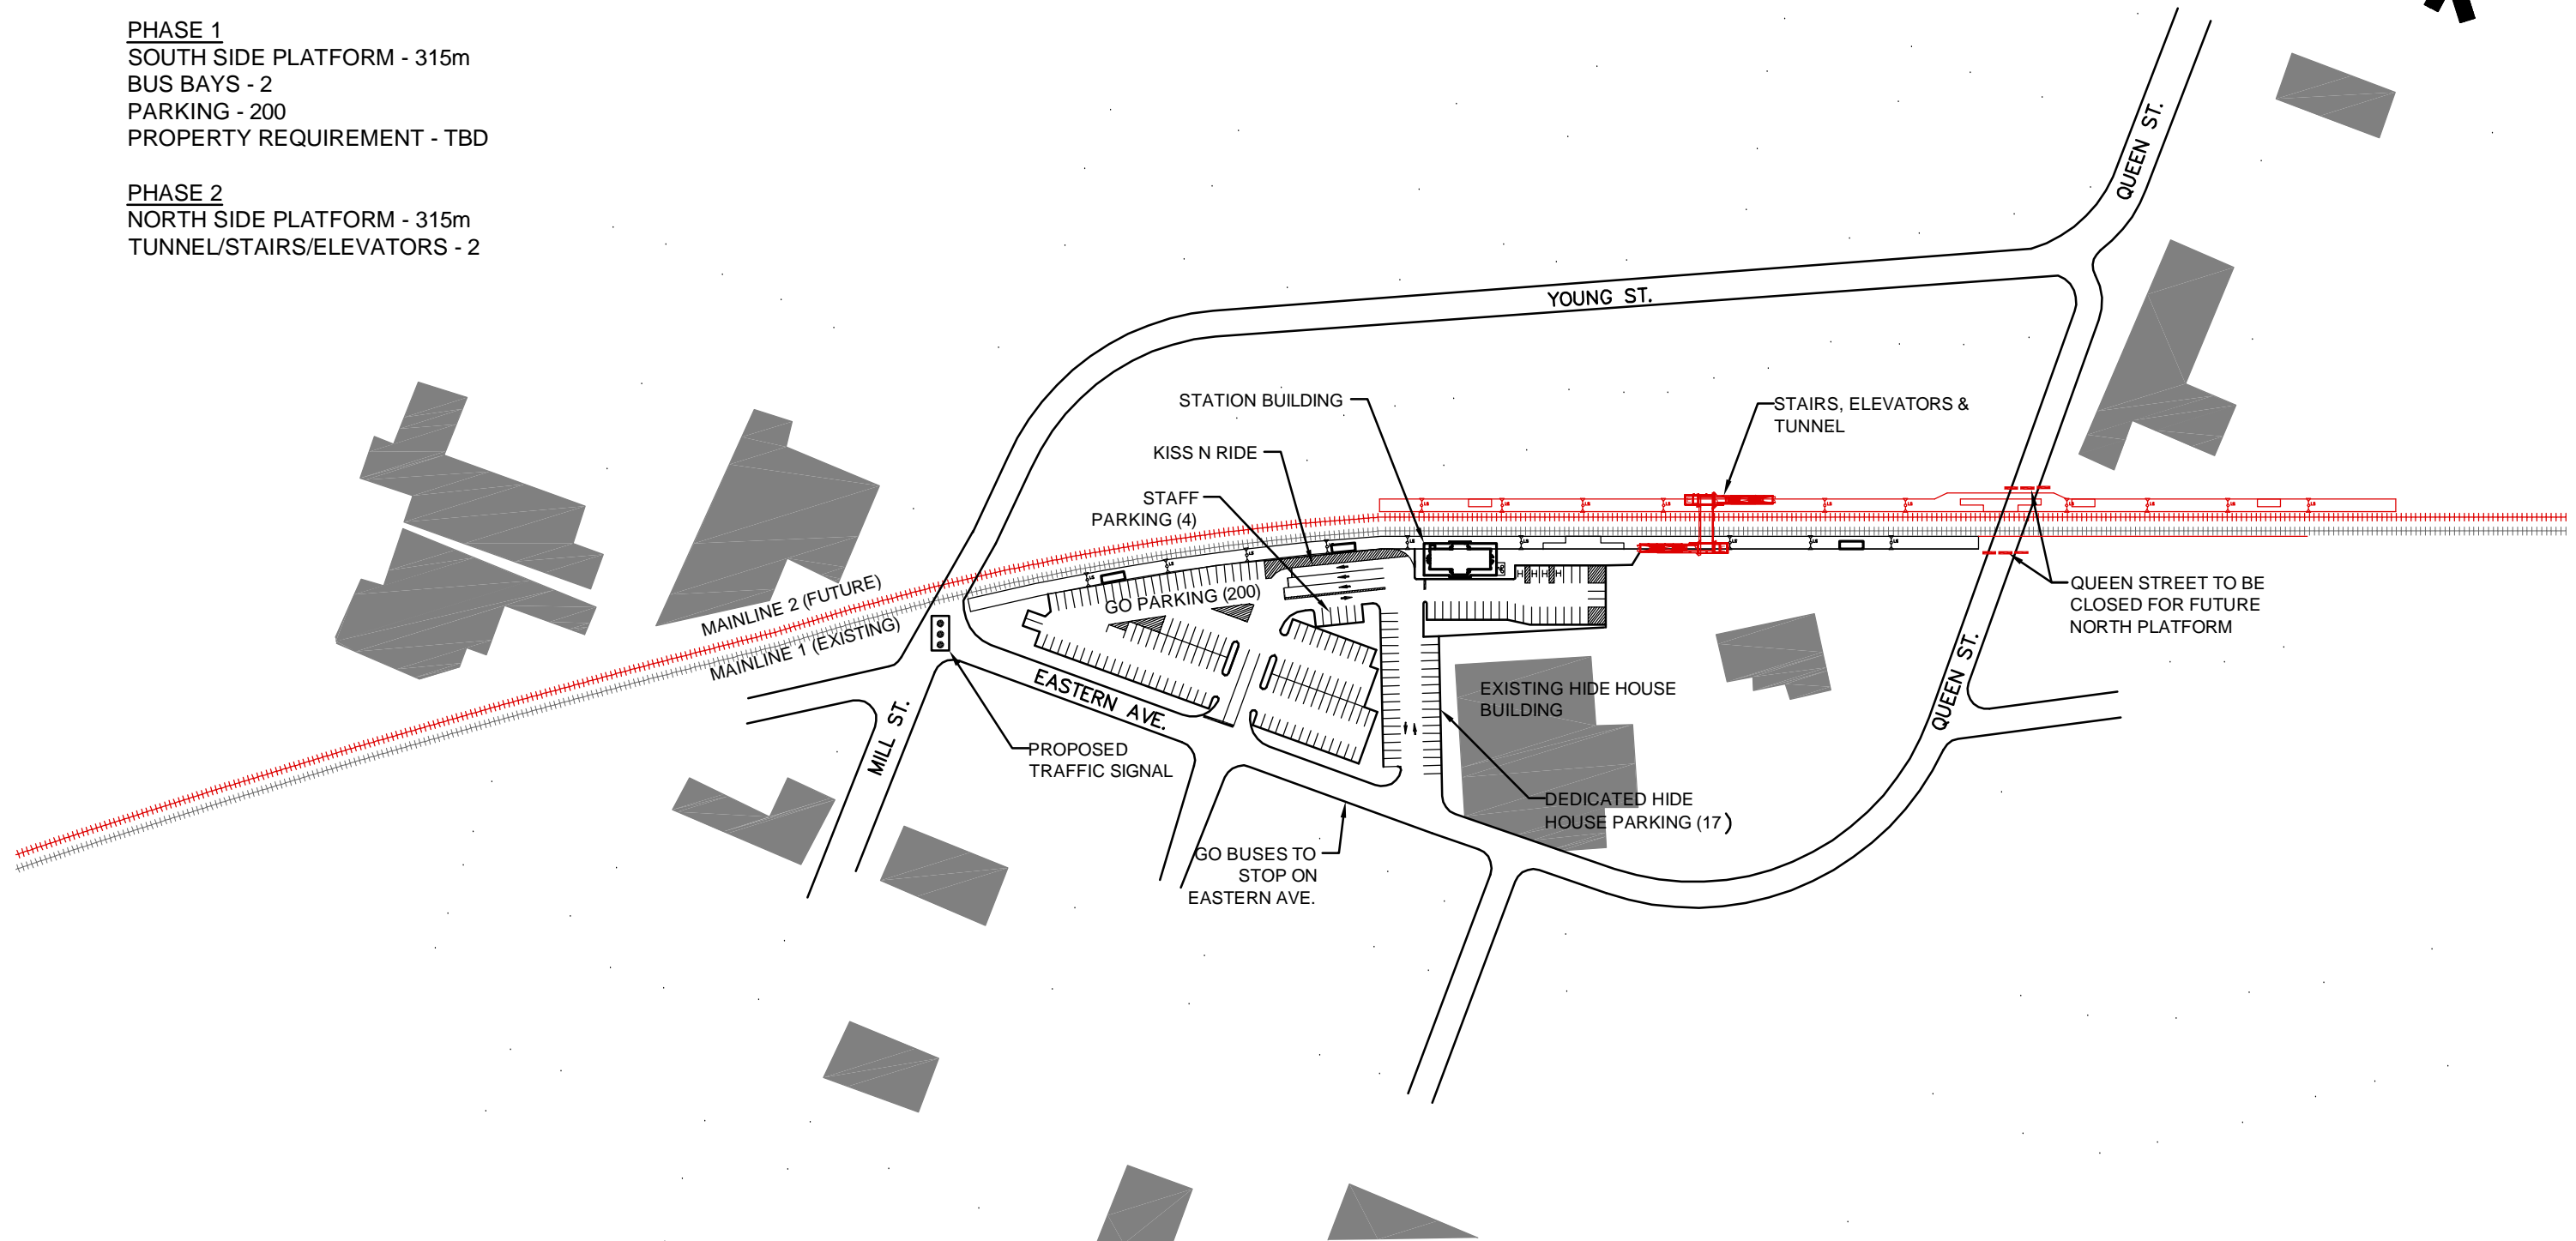 PHASE 1
SOUTH SIDE PLATFORM - 315m
BUS BAYS - 2
PARKING - 200
PROPERTY REQUIREMENT - TBD
PHASE 2
NORTH SIDE PLATFORM - 315m
TUNNEL/STAIRS/ELEVATORS - 2
QUEEN ST.
YOUNG ST.
STATION BUILDING
STAIRS, ELEVATORS &
TUNNEL
KISS N RIDE
STAFF
PARKING (4)
MAINLINE 2 (FUTURE)
MAINLINE 1 (EXISTING)
GO PARKING (200)
H H H H
QUEEN STREET TO BE
CLOSED FOR FUTURE
NORTH PLATFORM
EASTERN AVE.
EXISTING HIDE HOUSE
BUILDING
QUEEN ST.
MILL ST.
PROPOSED
TRAFFIC SIGNAL
DEDICATED HIDE
HOUSE PARKING (17)
GO BUSES TO
STOP ON
EASTERN AVE.